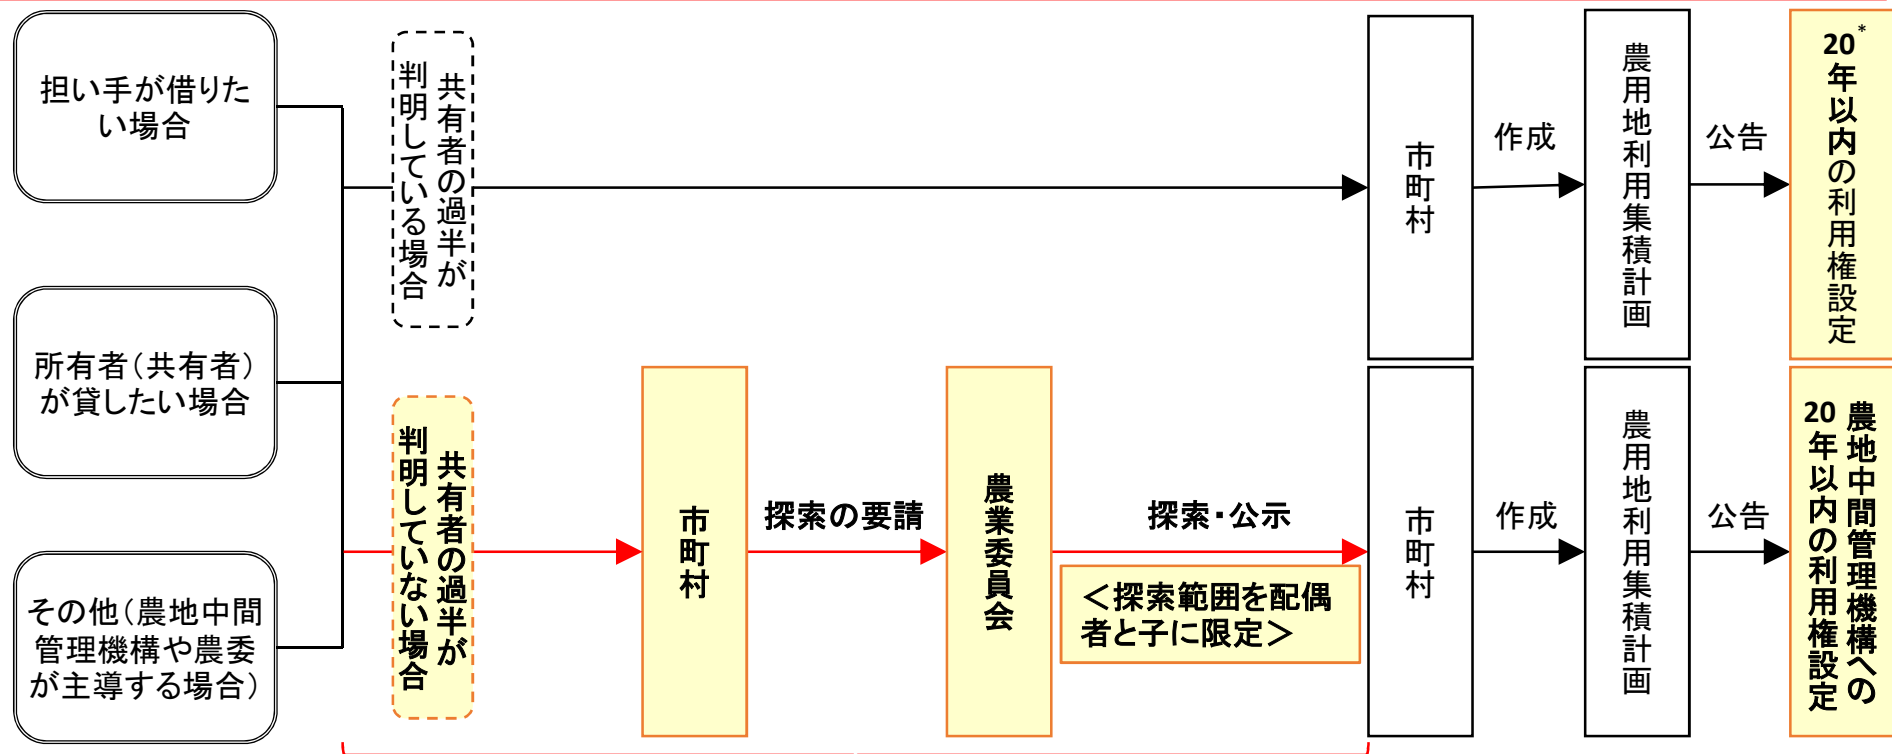 担い手が借りた
い場合
所有者（共有者）
が貸したい場合
その他（農地中間
管理機構や農委
が主導する場合）
共有者の過半が
判明している場合
市町村
作成
農用地利用集積計画
公告
20*年以内の利用権設定
共有者の過半が
判明していない場合
市町村
探索の要請
農業委員会
探索・公示
＜探索範囲を配偶
者と子に限定＞
市町村
作成
農用地利用集積計画
公告
農地中間管理機構への
20年以内の利用権設定